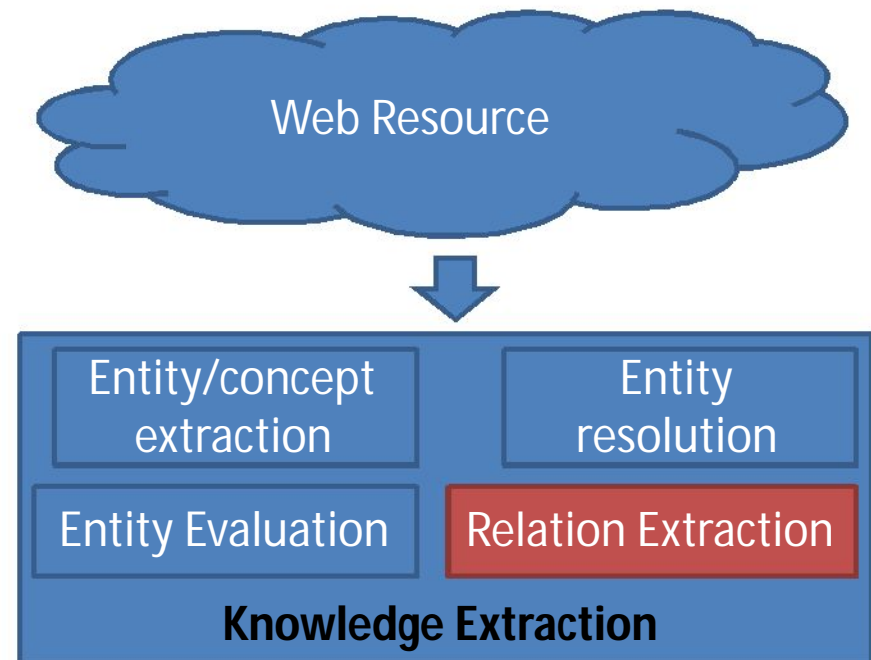 Web Resource
Entity/concept
extraction
Entity
resolution
Entity Evaluation
Relation Extraction
Knowledge Extraction